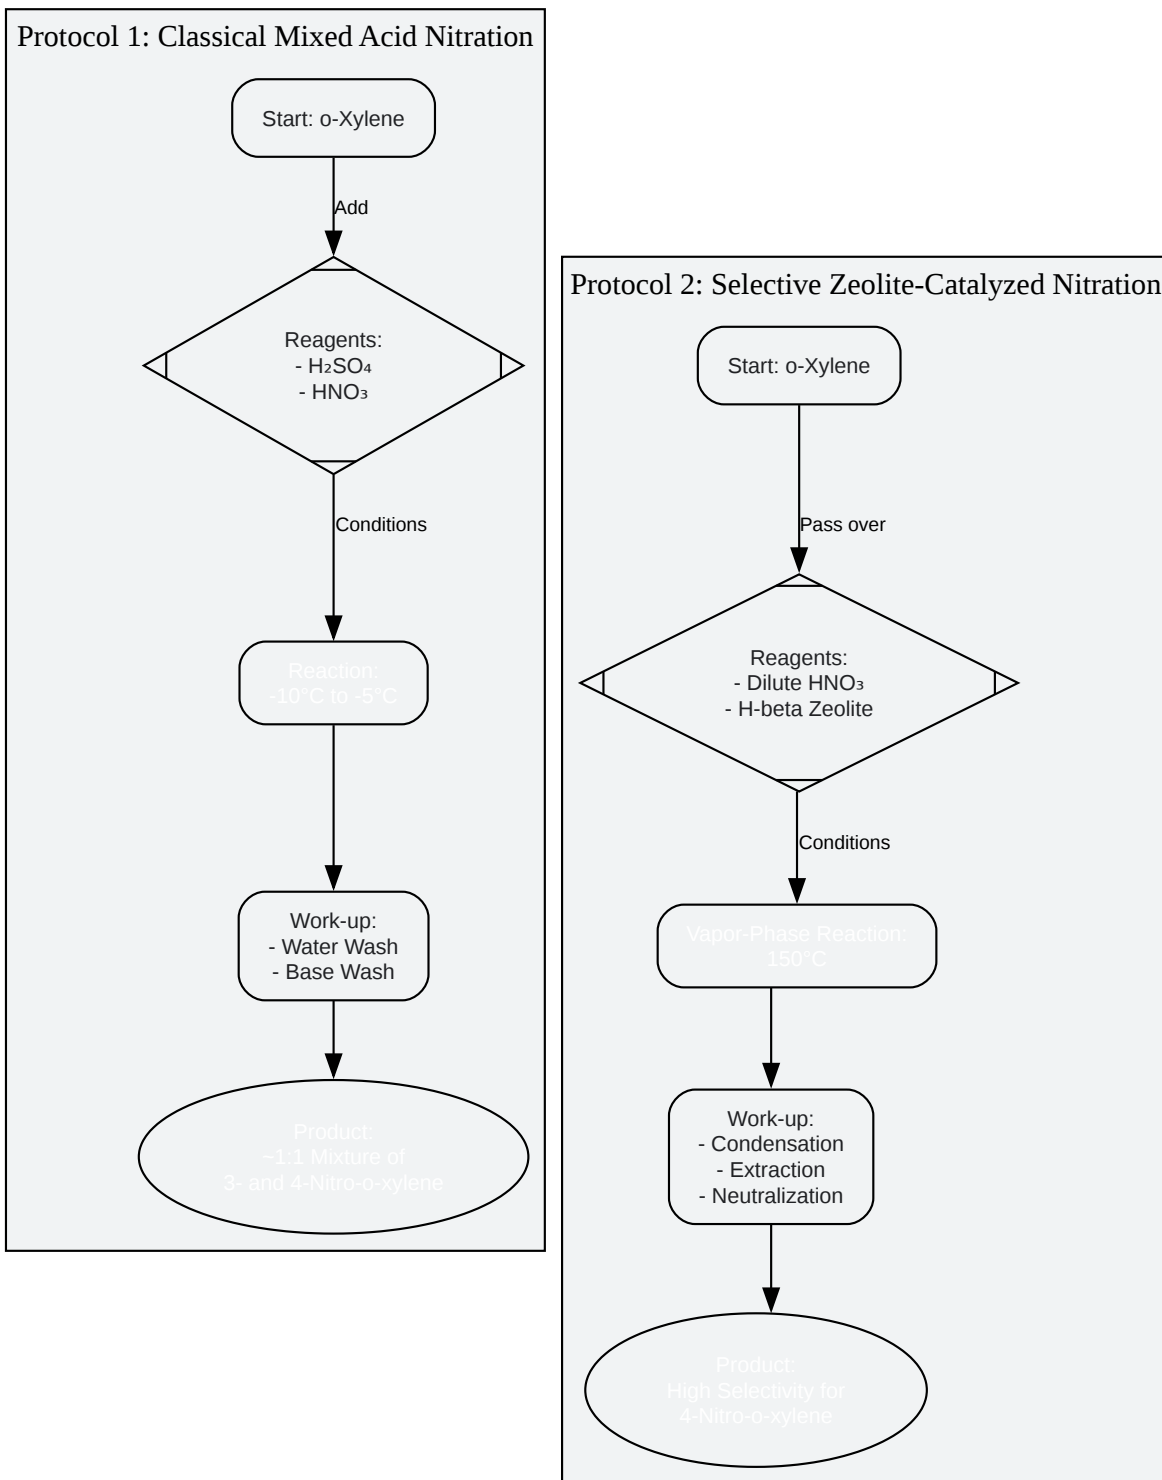 Protocol 1: Classical Mixed Acid Nitration
Start: o-Xylene
Add
Reagents:
- H₂SO₄
- HNO₃
Conditions
Reaction:
-10°C to -5°C
Work-up:
- Water Wash
- Base Wash
Product:
~1:1 Mixture of
3- and 4-Nitro-o-xylene
Protocol 2: Selective Zeolite-Catalyzed Nitration
Start: o-Xylene
Pass over
Reagents:
- Dilute HNO₃
- H-beta Zeolite
Conditions
Vapor-Phase Reaction:
150°C
Work-up:
- Condensation
- Extraction
- Neutralization
Product:
High Selectivity for
4-Nitro-o-xylene